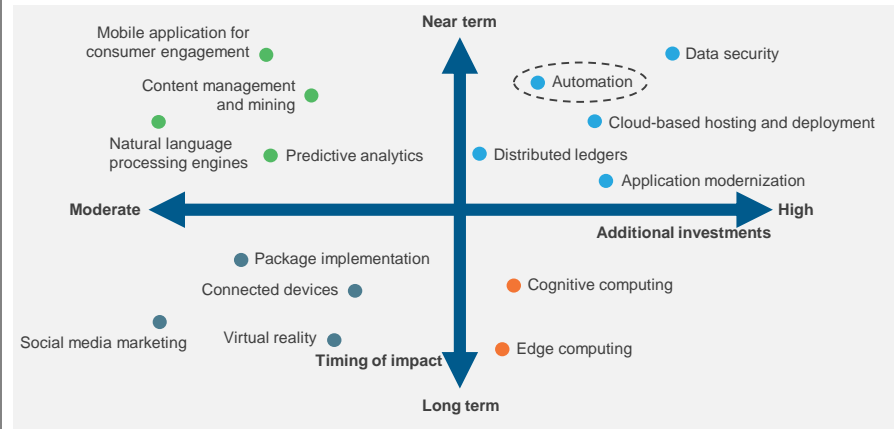 Near term
Mobile application for
consumer engagement
Data security
Content management
and mining
Automation
Cloud-based hosting and deployment
Natural language
processing engines
Predictive analytics
Distributed ledgers
Application modernization
Moderate
High
Additional investments
Package implementation
Connected devices
Cognitive computing
Social media marketing
Virtual reality
Edge computing
Timing of impact
Long term